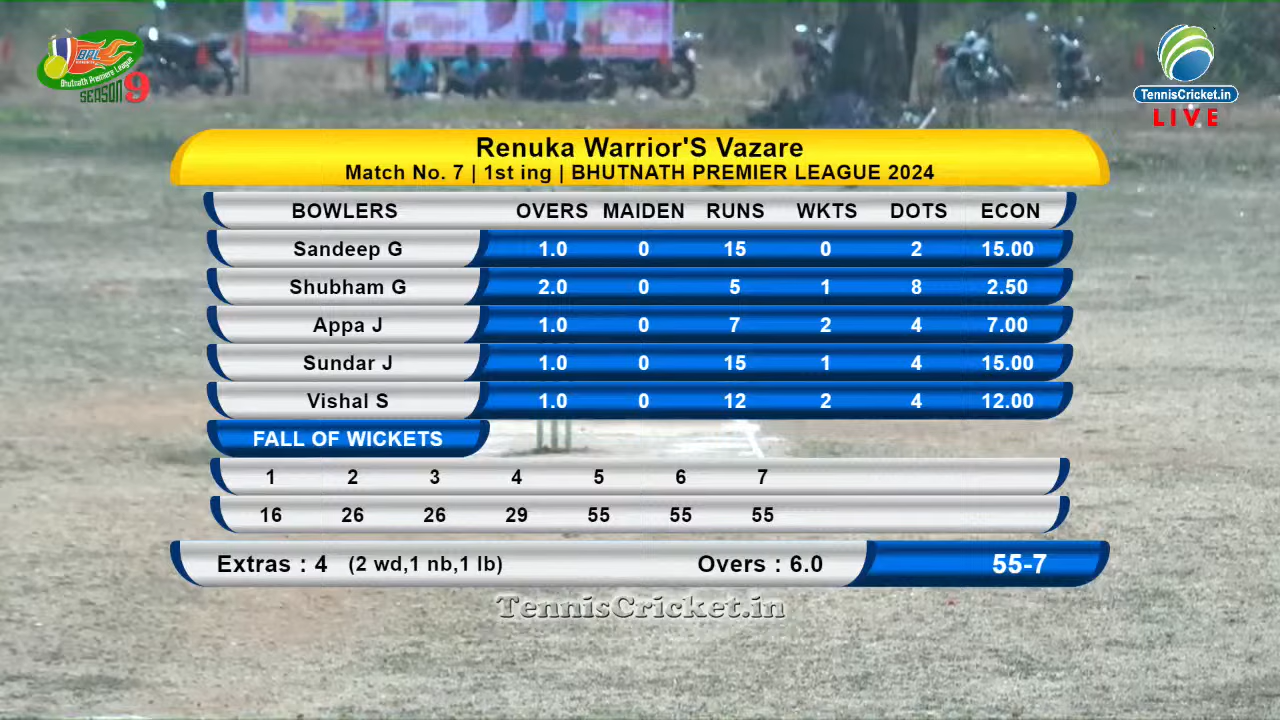 BPL
Bhutnath Premiere League
SEASON 9
TennisCricket.in
LIVE
Renuka Warrior'S Vazare
Match No. 7 | 1st ing | BHUTNATH PREMIER LEAGUE 2024
BOWLERS OVERS MAIDEN RUNS WKTS DOTS ECON
Sandeep G 1.0 0 15 0 2 15.00
Shubham G 2.0 0 5 1 8 2.50
Appa J 1.0 0 7 2 4 7.00
Sundar J 1.0 0 15 1 4 15.00
Vishal S 1.0 0 12 2 4 12.00
FALL OF WICKETS
1 2 3 4 5 6 7
16 26 26 29 55 55 55
Extras : 4 (2 wd,1 nb,1 lb) Overs : 6.0 55-7
TennisCricket.in